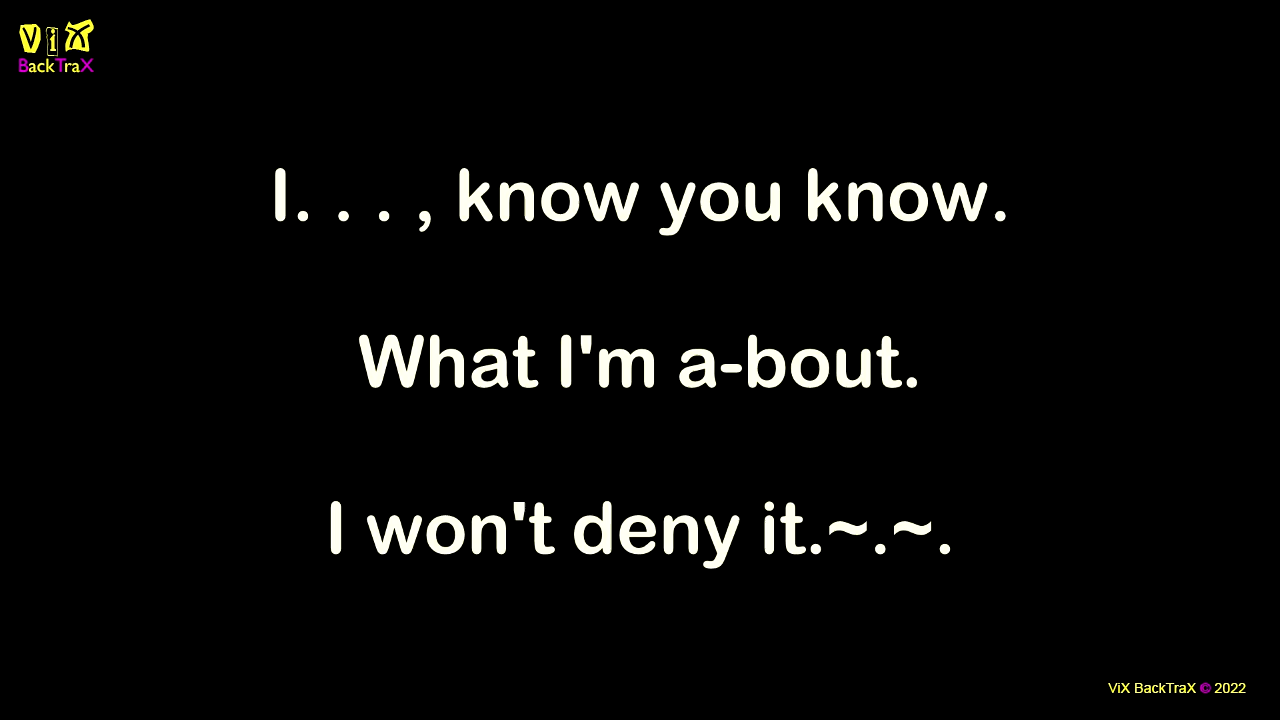 ViX
BackTraX
I. . . , know you know.
What I'm a-bout.
I won't deny it.~.~.
ViX BackTraX © 2022